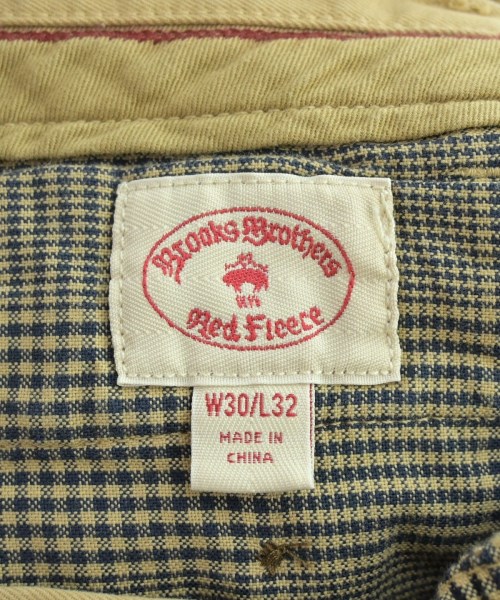 Brooks Brothers
Red Fleece
W30/L32
MADE IN
CHINA